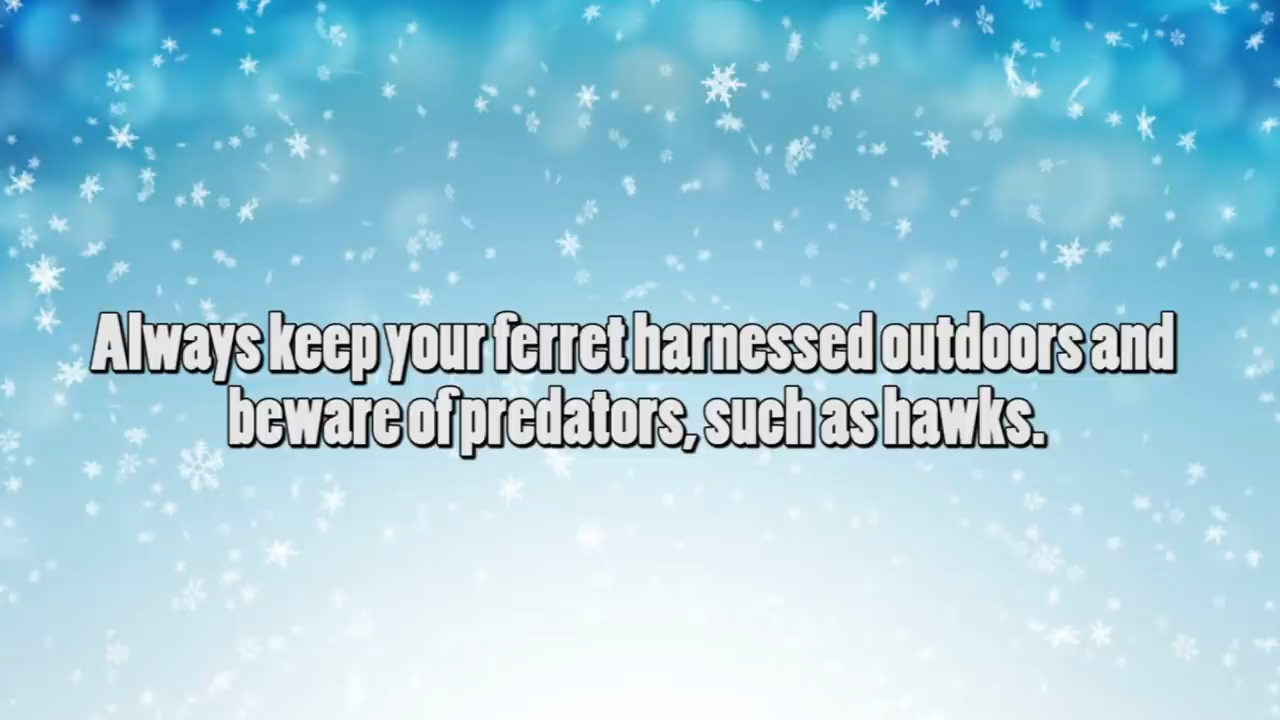 Always keep your ferret harnessed outdoors and
beware of predators, such as hawks.